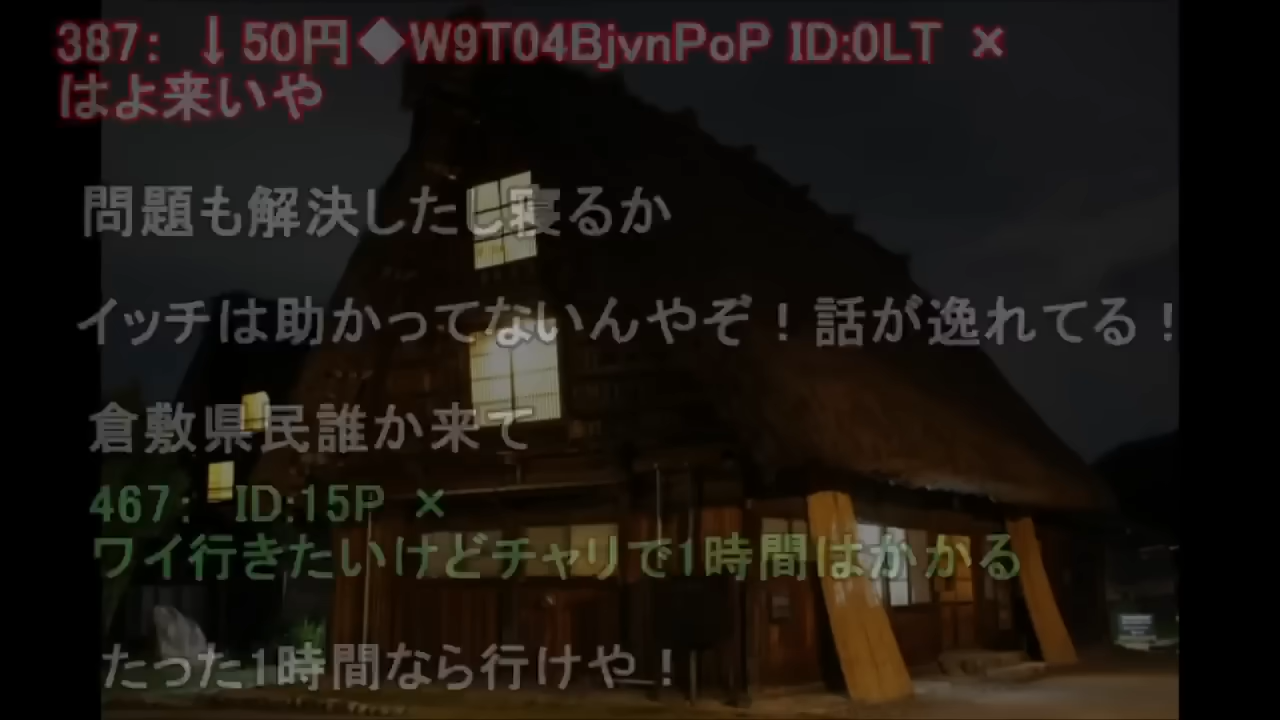 387： ↓50円◆W9T04BjvnPoP ID:0LT ×
はよ来いや
問題も解決したし寝るか
イッチは助かってないんやぞ！話が逸れてる！
倉敷県民誰か来て
467： ID:15P ×
ワイ行きたいけどチャリで1時間はかかる
たった1時間なら行けや！